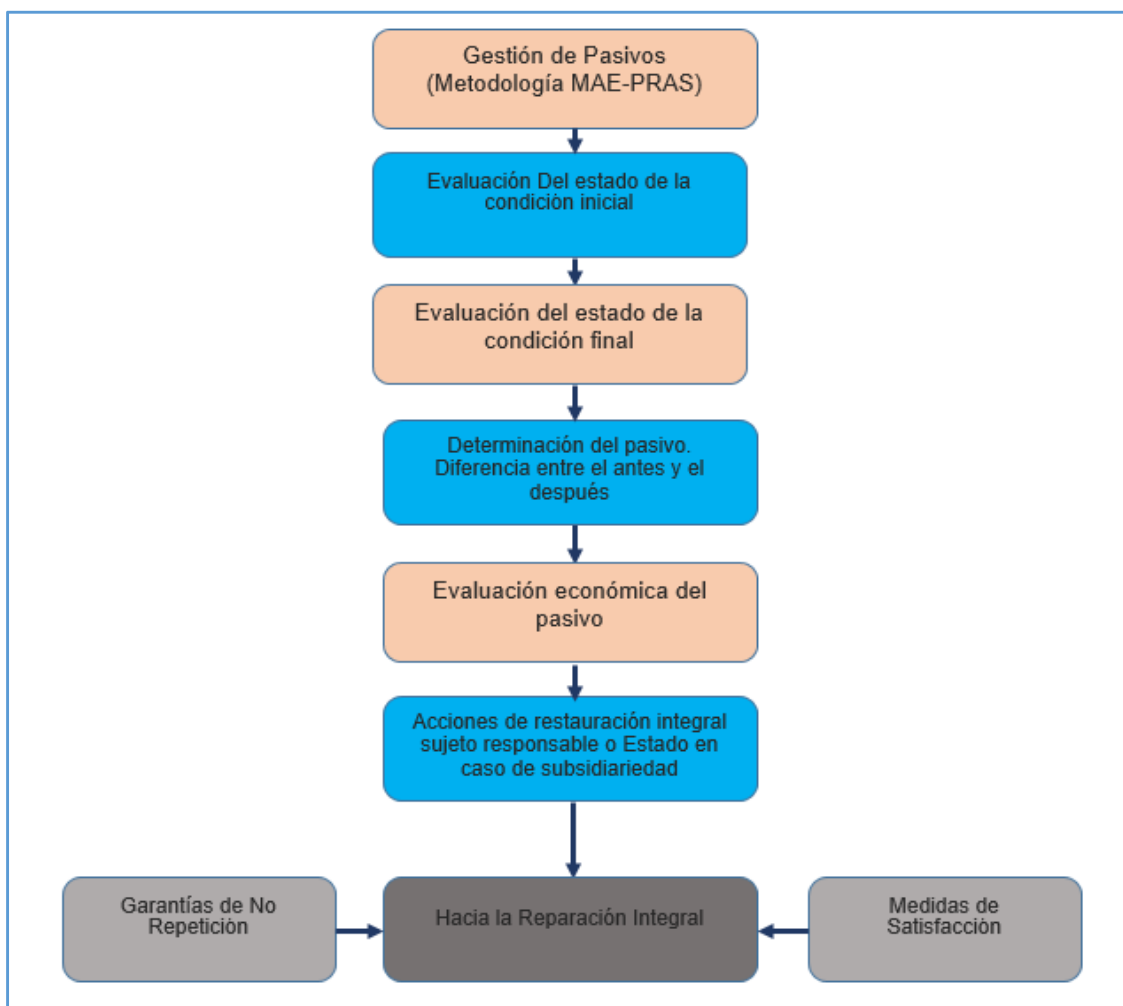 Gestión de Pasivos
(Metodología MAE-PRAS)
Evaluación Del estado de la
condición inicial
Evaluación del estado de la
condición final
Determinación del pasivo.
Diferencia entre el antes y el
después
Evaluación económica del
pasivo
Acciones de restauración integral
sujeto responsable o Estado en
caso de subsidiariedad
Garantías de No
Repetición
Hacia la Reparación Integral
Medidas de
Satisfacción